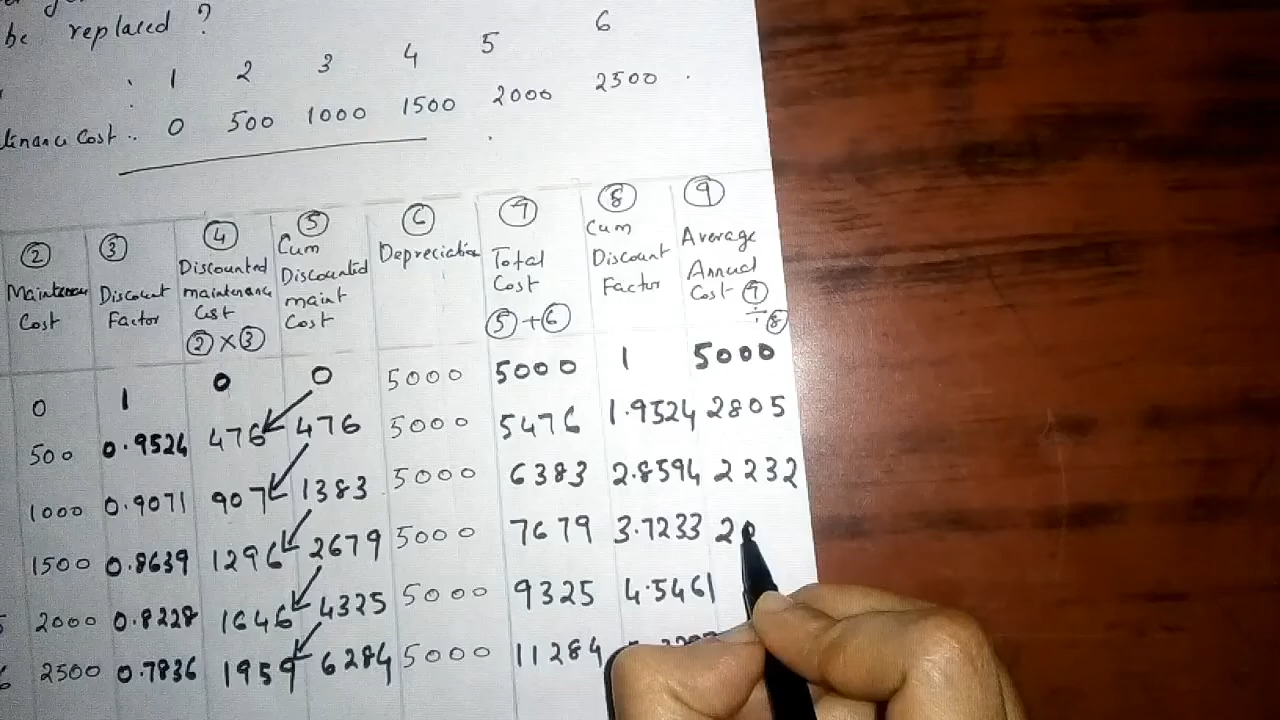 be replaced ?
: 1 2 3 4 5 6
Cost : 0 500 1000 1500 2000 2500
② ③ ④ ⑤ ⑥ ⑦ ⑧ ⑨
Maintenance Cost
Discount Factor
Discounted maintenance Cost ② × ③
Cum Discounted maint Cost
Depreciation
Total Cost ⑤ + ⑥
Cum Discount Factor
Average Annual Cost ⑦ ÷ ⑧
0 1 0 0 5000 5000 1 5000
500 0.9524 476 476 5000 5476 1.9524 2805
1000 0.9071 907 1383 5000 6383 2.8594 2232
1500 0.8639 1296 2679 5000 7679 3.7233 20
5 2000 0.8228 1646 4325 5000 9325 4.5461
6 2500 0.7836 1959 6284 5000 11284